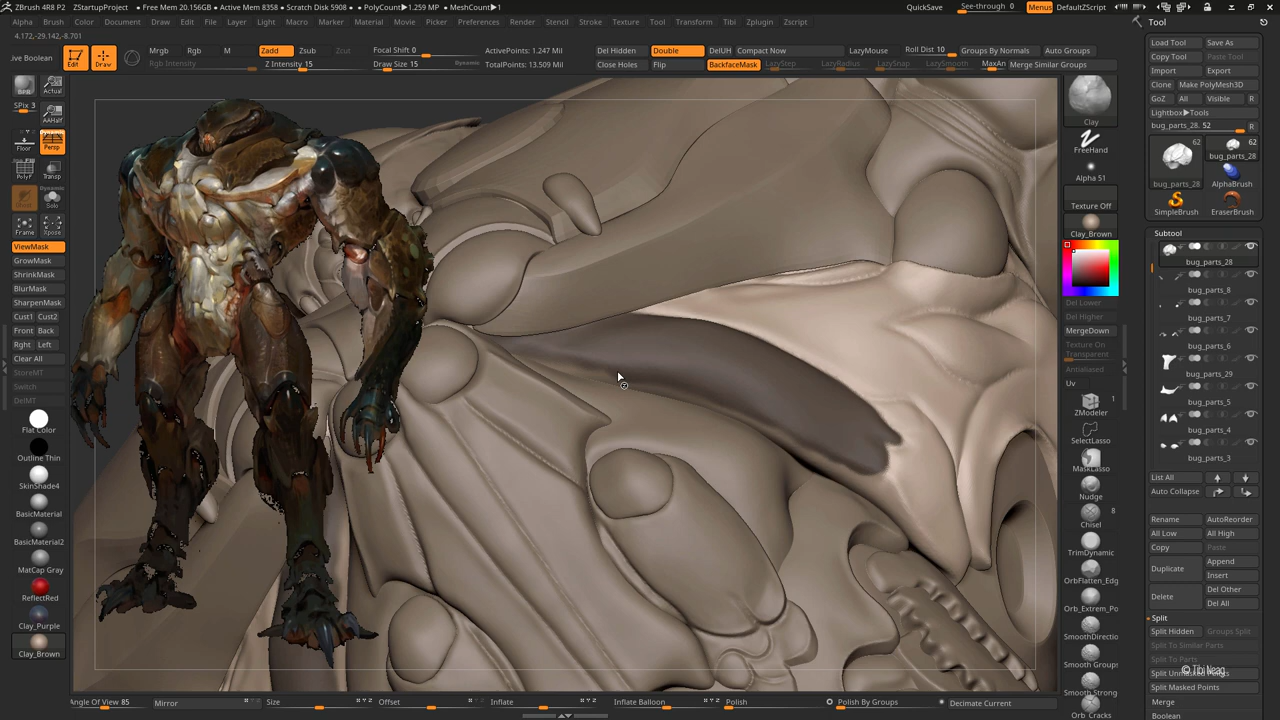 ZBrush 4R8 P2 ZStartupProject • Free Mem 20.156GB • Active Mem 8358 • Scratch Disk 5908 • PolyCount▶1.259 MP • MeshCount▶1 QuickSave See-through 0 Menus DefaultZScript
Alpha Brush Color Document Draw Edit File Layer Light Macro Marker Material Movie Picker Preferences Render Stencil Stroke Texture Tool Transform Tibi Zplugin Zscript Tool
4.172,-29.142,-8.701
ive Boolean Edit Draw Mrgb Rgb M Zadd Zsub Zcut Focal Shift 0 ActivePoints: 1.247 Mil Del Hidden Double DelUH Compact Now LazyMouse Roll Dist 10 Groups By Normals Auto Groups
Rgb Intensity Z Intensity 15 Draw Size 15 Dynamic TotalPoints: 13.509 Mil Close Holes Flip BackfaceMask LazyStep LazyRadius LazySnap LazySmooth MaxAn Merge Similar Groups
BPR Actual
SPix 3
AAHalf
Dynamic
Floor Persp
PolyF Transp
Dynamic
Ghost Solo
Frame Xpose
ViewMask
GrowMask
ShrinkMask
BlurMask
SharpenMask
Cust1 Cust2
Front Back
Rght Left
Clear All
StoreMT
Switch
DelMT
Flat Color
Outline Thin
SkinShade4
BasicMaterial
BasicMaterial2
MatCap Gray
ReflectRed
Clay_Purple
Clay_Brown
Clay
FreeHand
Alpha 51
Texture Off
Clay_Brown
Del Lower
Del Higher
MergeDown
Texture On
Transparent
Antialiased
Uv
1
ZModeler
SelectLasso
MaskLasso
Nudge
8
Chisel
TrimDynamic
OrbFlatten_Edg
Orb_Extrem_Po
SmoothDirectio
Smooth Groups
Smooth Strong
Orb_Cracks
Load Tool Save As
Copy Tool Paste Tool
Import Export
Clone Make PolyMesh3D
GoZ All Visible R
Lightbox▶Tools
bug_parts_28. 52 R
62 62
bug_parts_28
bug_parts_28 AlphaBrush
SimpleBrush EraserBrush
Subtool
bug_parts_28
bug_parts_8
bug_parts_7
bug_parts_6
bug_parts_29
bug_parts_5
bug_parts_4
bug_parts_3
List All
Auto Collapse
Rename AutoReorder
All Low All High
Copy Paste
Duplicate Append
Insert
Delete Del Other
Del All
Split
Split Hidden Groups Split
Split To Similar Parts
Split To Parts
Split Unmasked Points
Split Masked Points
Merge
Boolean
© Tibi Neag
Angle Of View 85 Mirror Size Offset Inflate Inflate Balloon Polish Polish By Groups Decimate Current